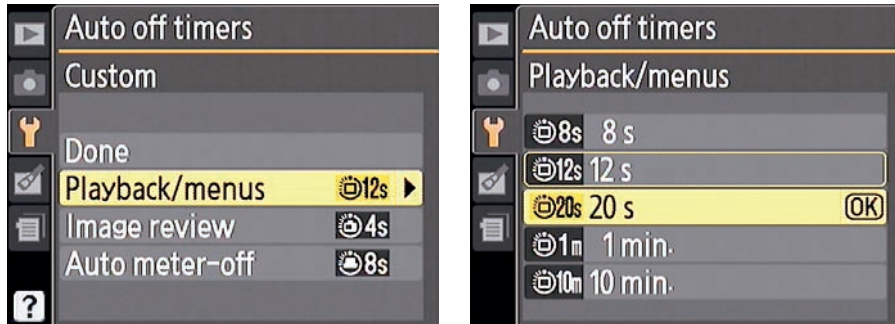 Auto off timers
Custom
Done
Playback/menus 12s
Image review 4s
Auto meter-off 8s
?
Auto off timers
Playback/menus
8s 8 s
12s 12 s
20s 20 s OK
1m 1 min.
10m 10 min.